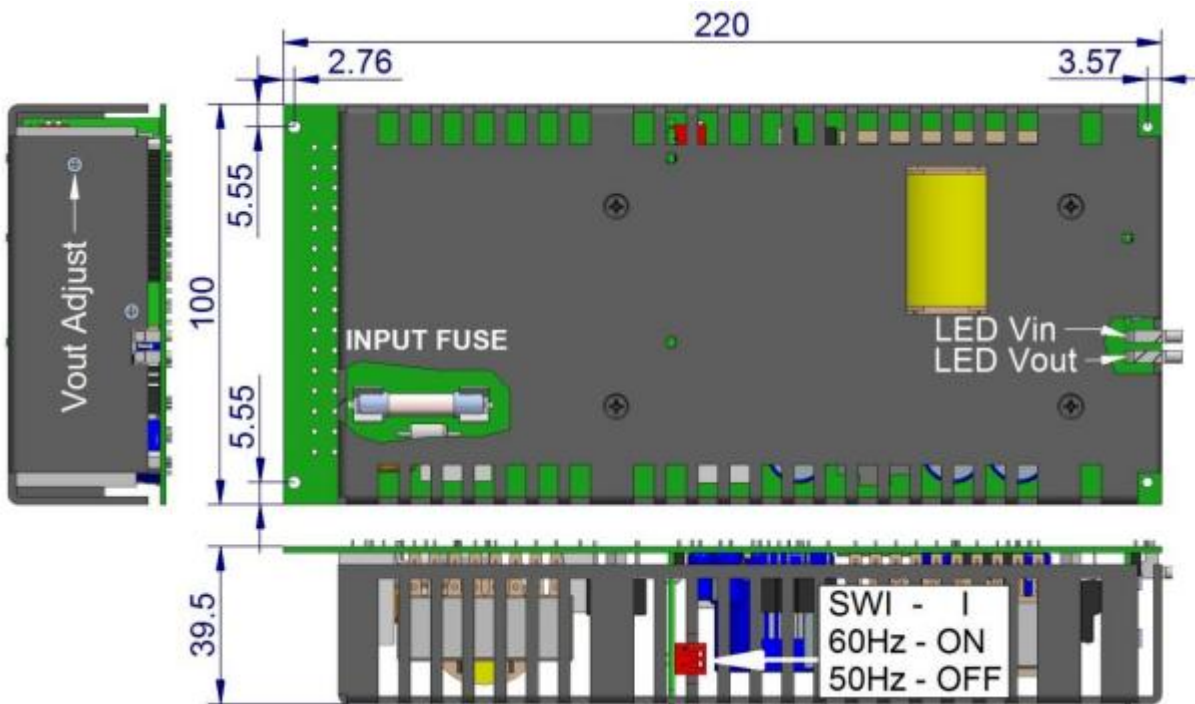 220
2.76
3.57
5.55
100
5.55
Vout Adjust
INPUT FUSE
LED Vin
LED Vout
39.5
SWI - I
60Hz - ON
50Hz - OFF